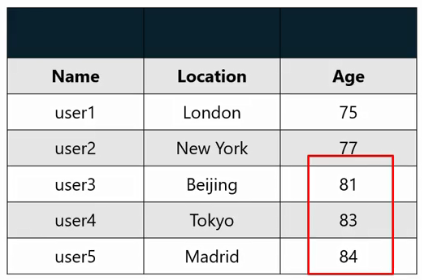 Name Location Age
user1 London 75
user2 New York 77
user3 Beijing 81
user4 Tokyo 83
user5 Madrid 84